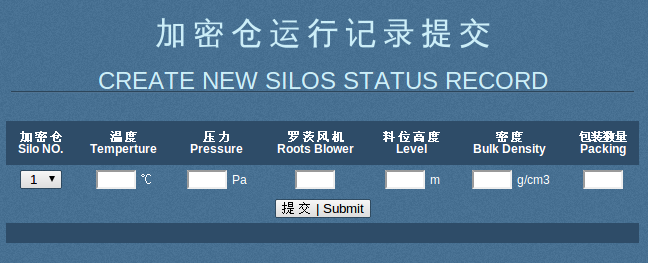 加密仓运行记录提交
CREATE NEW SILOS STATUS RECORD
加密仓 温度 压力 罗茨风机 料位高度 密度 包装数量
Silo NO. Temperture Pressure Roots Blower Level Bulk Density Packing
1 ℃ Pa m g/cm3
提交 | Submit